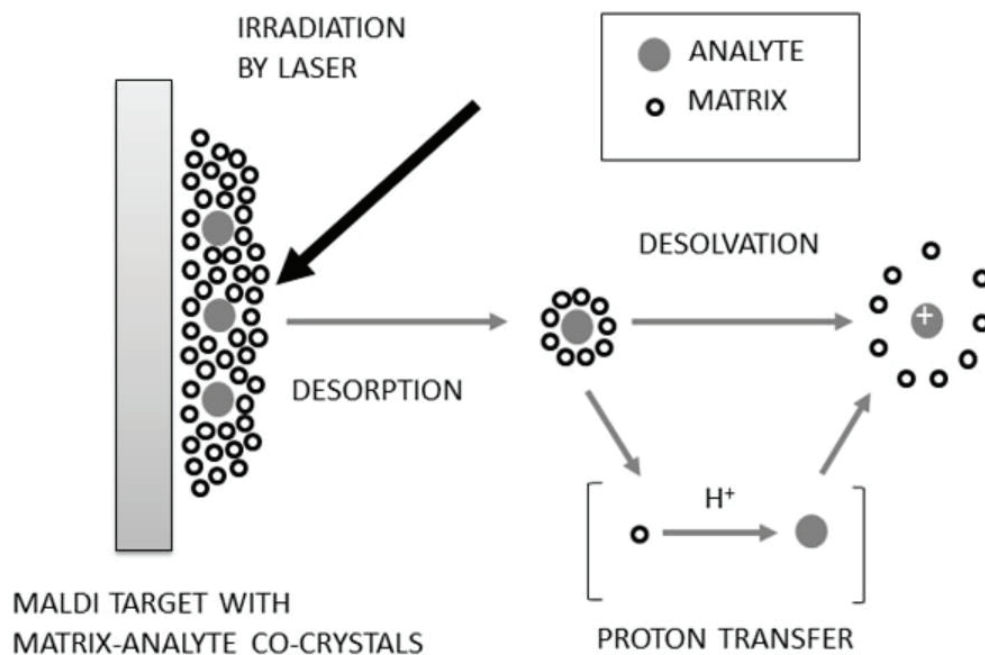 IRRADIATION
BY LASER
ANALYTE
MATRIX
DESOLVATION
+
DESORPTION
H⁺
MALDI TARGET WITH
MATRIX-ANALYTE CO-CRYSTALS
PROTON TRANSFER